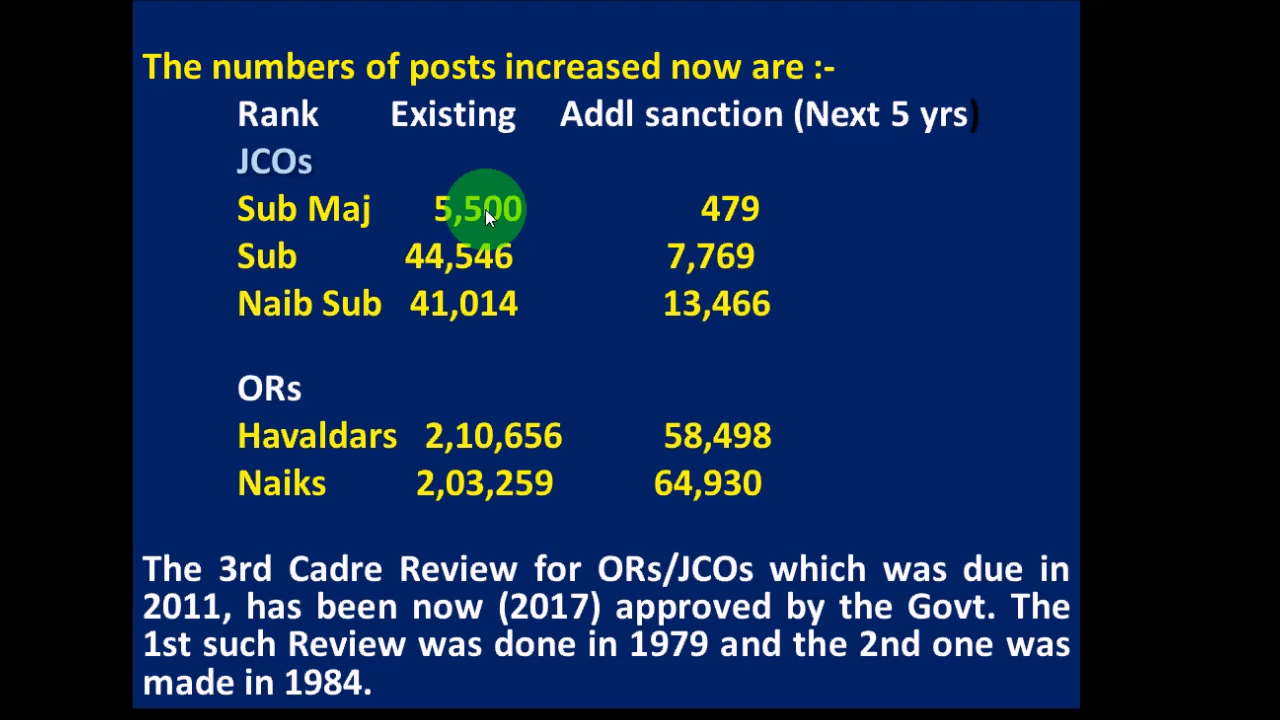 The numbers of posts increased now are :-
Rank Existing Addl sanction (Next 5 yrs)
JCOs
Sub Maj 5,500 479
Sub 44,546 7,769
Naib Sub 41,014 13,466
ORs
Havaldars 2,10,656 58,498
Naiks 2,03,259 64,930
The 3rd Cadre Review for ORs/JCOs which was due in
2011, has been now (2017) approved by the Govt. The
1st such Review was done in 1979 and the 2nd one was
made in 1984.